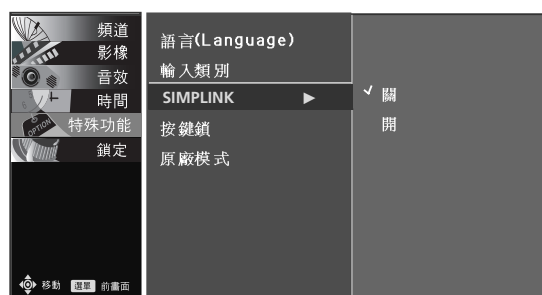 頻道
影像
音效
時間
特殊功能
OPTION
鎖定
語言(Language)
輸入類別
SIMPLINK ►
按鍵鎖
原廠模式
✓ 關
開
移動 選單 前畫面